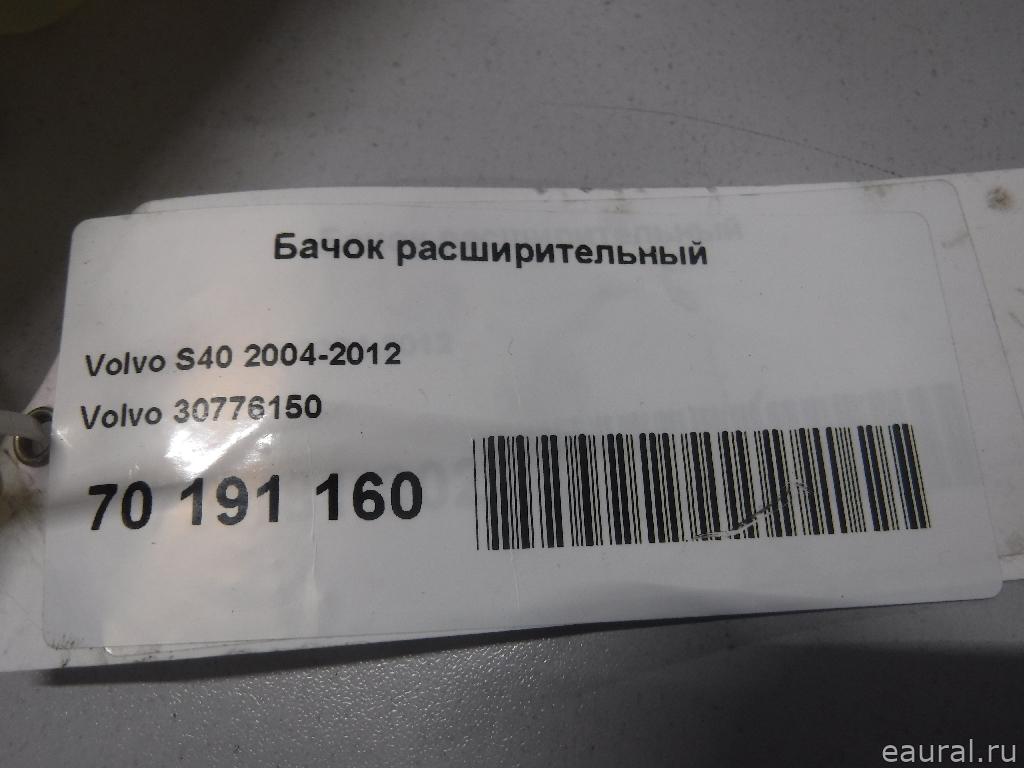 Бачок расширительный
Volvo S40 2004-2012
Volvo 30776150
70 191 160
eaural.ru